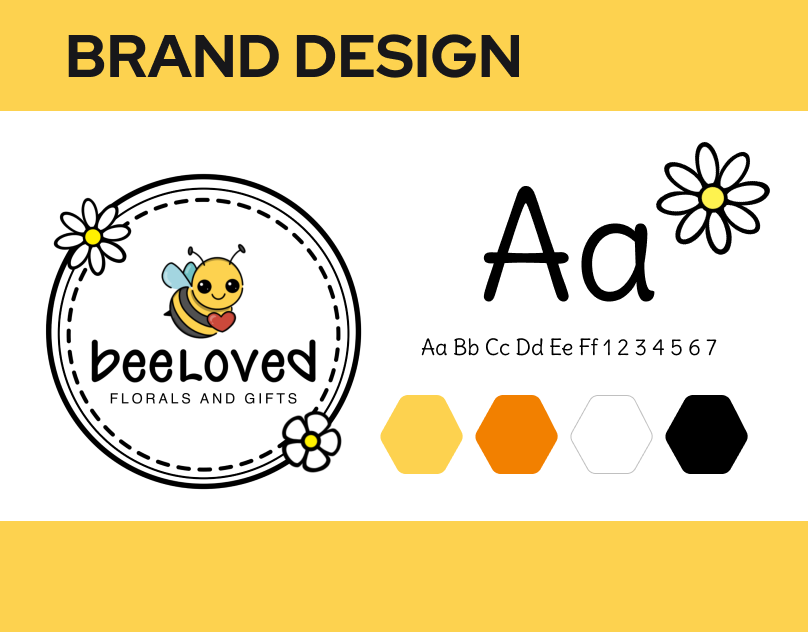 BRAND DESIGN
beeloved
FLORALS AND GIFTS
Aa
Aa Bb Cc Dd Ee Ff 1 2 3 4 5 6 7